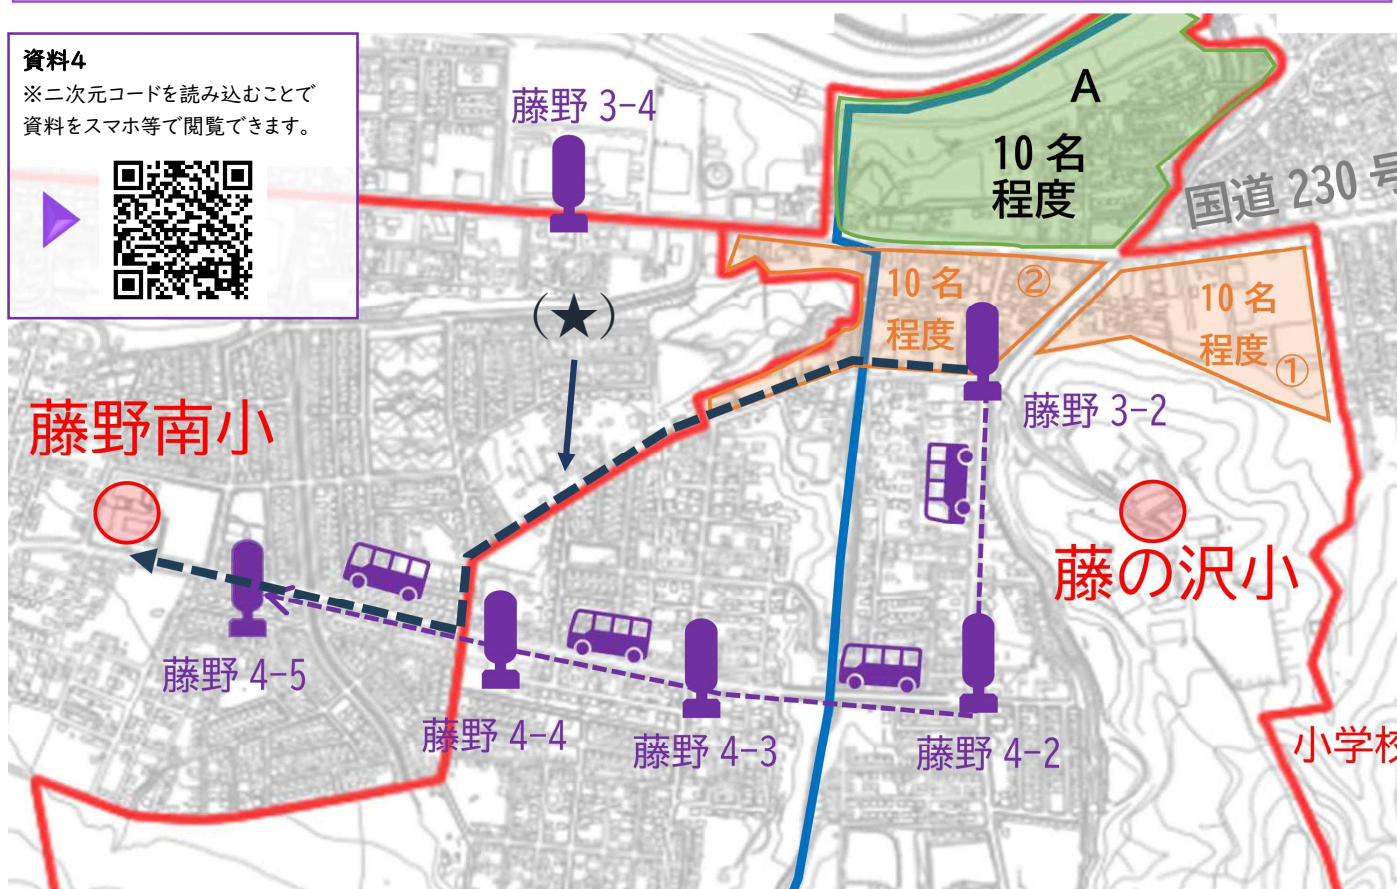 資料4
※二次元コードを読み込むことで
資料をスマホ等で閲覧できます。
藤野 3-4
A
10 名
程度
国道 230 号
(★)
10 名
程度
②
10 名
程度
①
藤野 3-2
藤野南小
藤の沢小
藤野 4-5
藤野 4-4
藤野 4-3
藤野 4-2
小学校